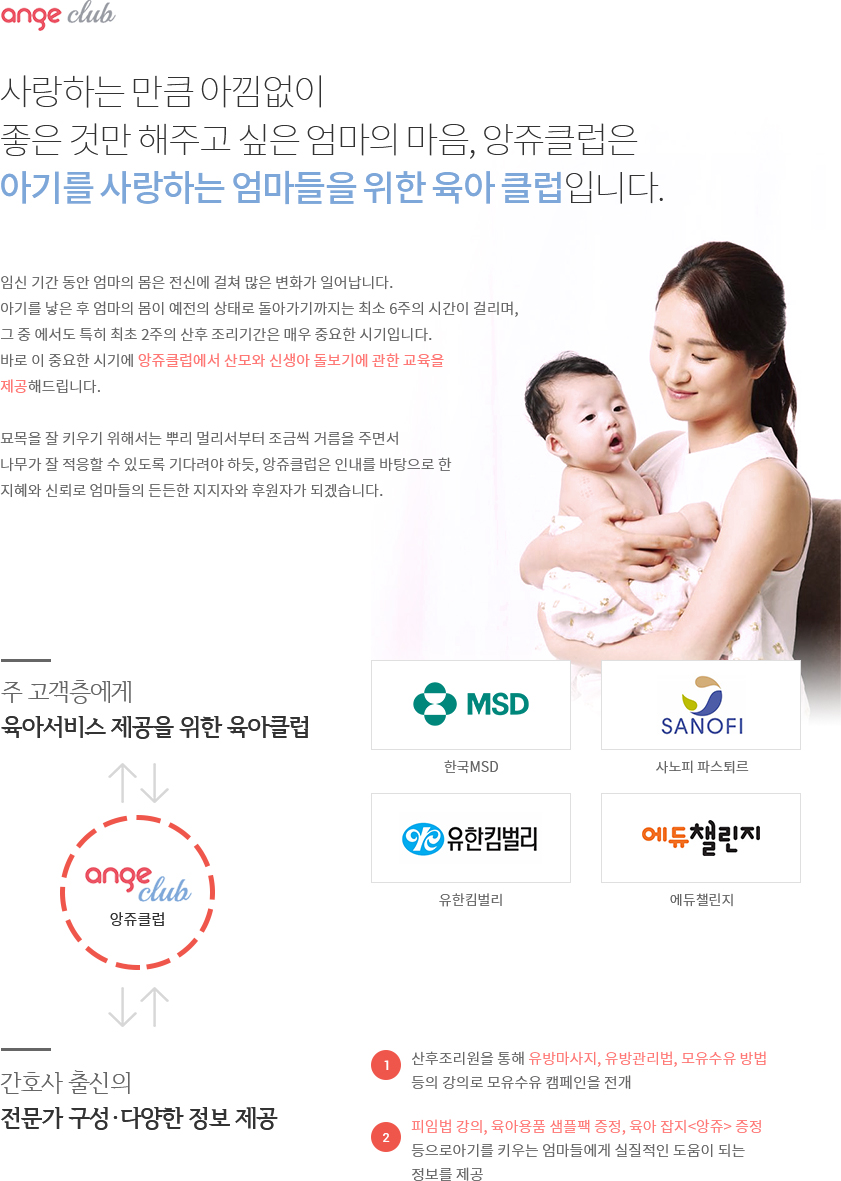 ange club
사랑하는 만큼 아낌없이
좋은 것만 해주고 싶은 엄마의 마음, 앙쥬클럽은
아기를 사랑하는 엄마들을 위한 육아 클럽입니다.
임신 기간 동안 엄마의 몸은 전신에 걸쳐 많은 변화가 일어납니다.
아기를 낳은 후 엄마의 몸이 예전의 상태로 돌아가기까지는 최소 6주의 시간이 걸리며,
그 중 에서도 특히 최초 2주의 산후 조리기간은 매우 중요한 시기입니다.
바로 이 중요한 시기에 앙쥬클럽에서 산모와 신생아 돌보기에 관한 교육을
제공해드립니다.
묘목을 잘 키우기 위해서는 뿌리 멀리서부터 조금씩 거름을 주면서
나무가 잘 적응할 수 있도록 기다려야 하듯, 앙쥬클럽은 인내를 바탕으로 한
지혜와 신뢰로 엄마들의 든든한 지지자와 후원자가 되겠습니다.
주 고객층에게
육아서비스 제공을 위한 육아클럽
ange club
앙쥬클럽
MSD
한국MSD
SANOFI
사노피 파스퇴르
유한킴벌리
유한킴벌리
에듀챌린지
에듀챌린지
간호사 출신의
전문가 구성·다양한 정보 제공
1 산후조리원을 통해 유방마사지, 유방관리법, 모유수유 방법
등의 강의로 모유수유 캠페인을 전개
2 피임법 강의, 육아용품 샘플팩 증정, 육아 잡지<앙쥬> 증정
등으로아기를 키우는 엄마들에게 실질적인 도움이 되는
정보를 제공